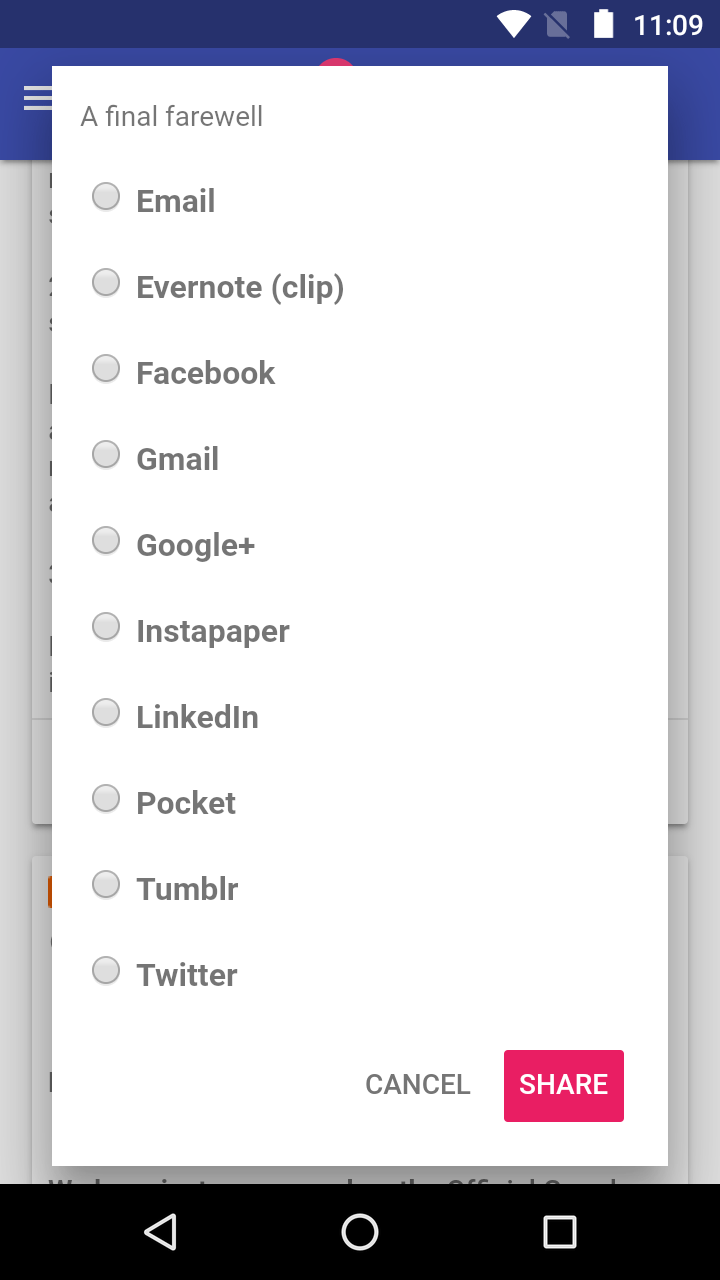 11:09
A final farewell
Email
Evernote (clip)
Facebook
Gmail
Google+
Instapaper
LinkedIn
Pocket
Tumblr
Twitter
CANCEL
SHARE